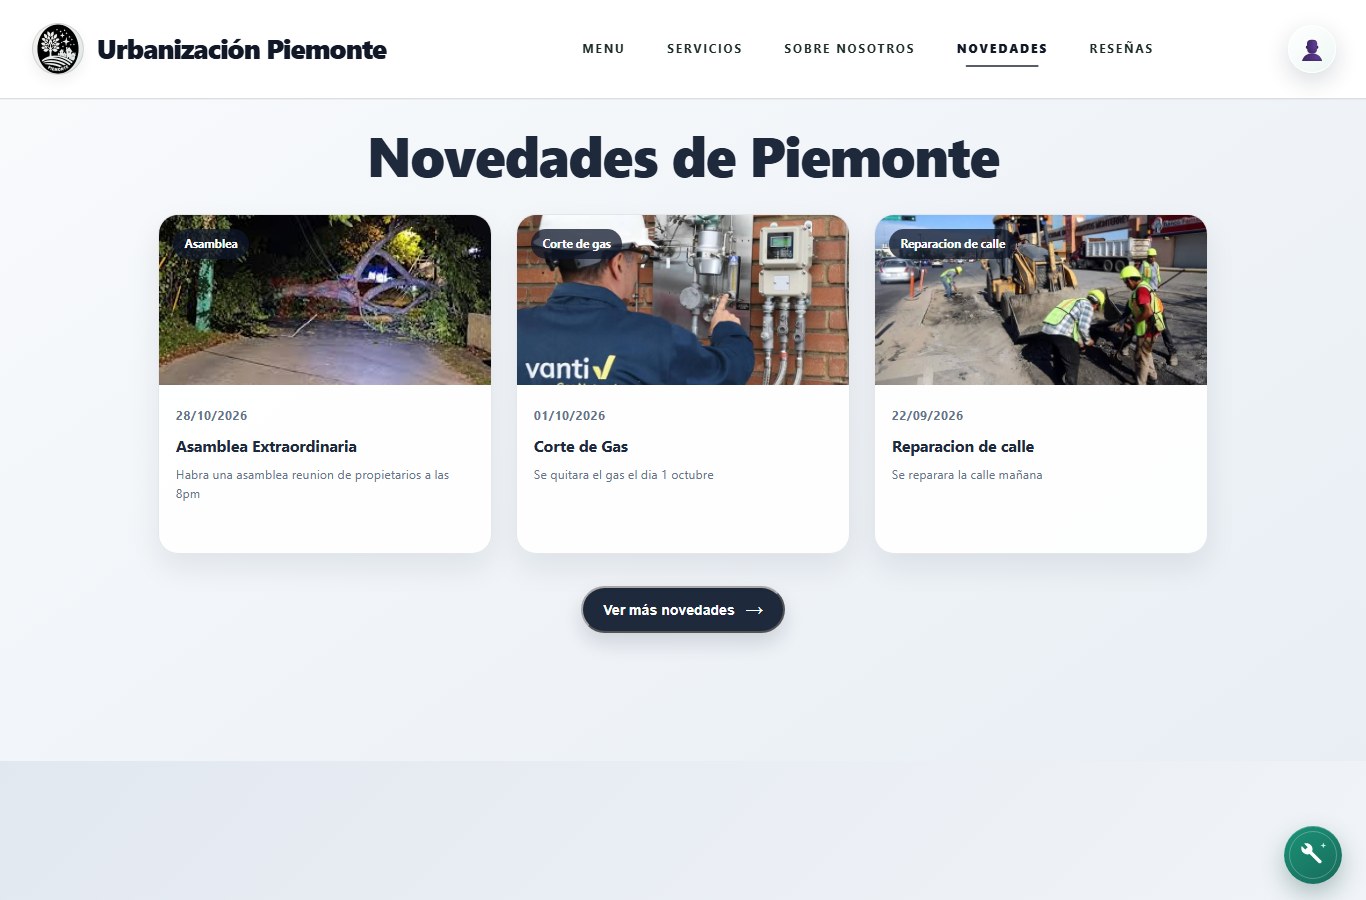 Urbanización Piemonte
MENU
SERVICIOS
SOBRE NOSOTROS
NOVEDADES
RESEÑAS
Novedades de Piemonte
Asamblea
28/10/2026
Asamblea Extraordinaria
Habra una asamblea reunion de propietarios a las
8pm
Corte de gas
vanti
01/10/2026
Corte de Gas
Se quitara el gas el dia 1 octubre
Reparacion de calle
22/09/2026
Reparacion de calle
Se reparara la calle mañana
Ver más novedades →